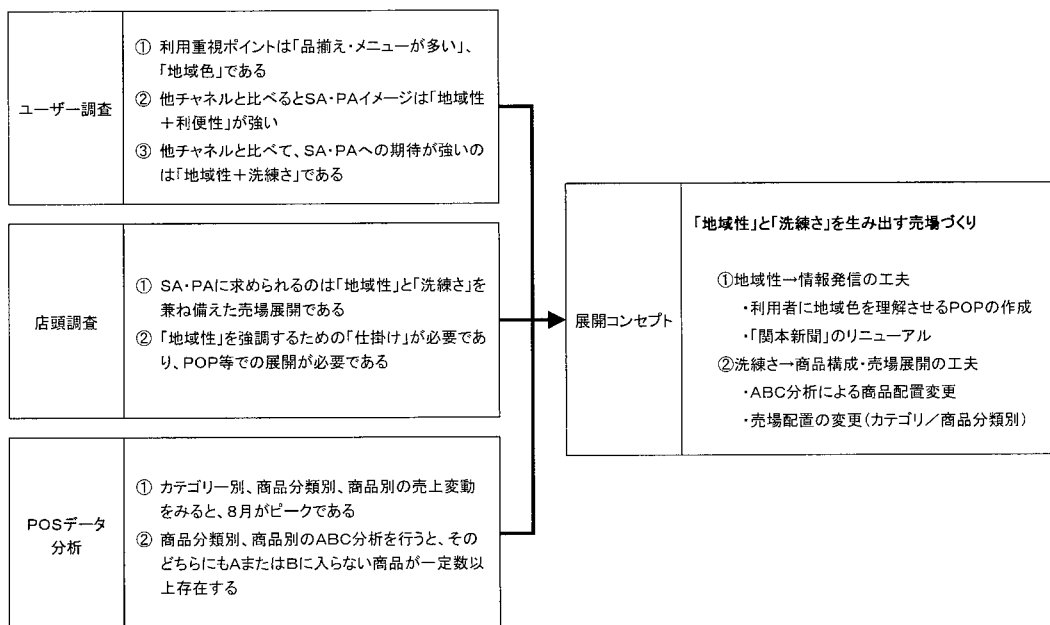 ユーザー調査
① 利用重視ポイントは「品揃え・メニューが多い」、
「地域色」である
② 他チャネルと比べるとSA・PAイメージは「地域性
＋利便性」が強い
③ 他チャネルと比べて、SA・PAへの期待が強いの
は「地域性＋洗練さ」である
店頭調査
① SA・PAに求められるのは「地域性」と「洗練さ」を
兼ね備えた売場展開である
② 「地域性」を強調するための「仕掛け」が必要であ
り、POP等での展開が必要である
POSデータ
分析
① カテゴリー別、商品分類別、商品別の売上変動
をみると、8月がピークである
② 商品分類別、商品別のABC分析を行うと、その
どちらにもAまたはBに入らない商品が一定数以
上存在する
展開コンセプト
「地域性」と「洗練さ」を生み出す売場づくり
①地域性→情報発信の工夫
・利用者に地域色を理解させるPOPの作成
・「関本新聞」のリニューアル
②洗練さ→商品構成・売場展開の工夫
・ABC分析による商品配置変更
・売場配置の変更（カテゴリ／商品分類別）